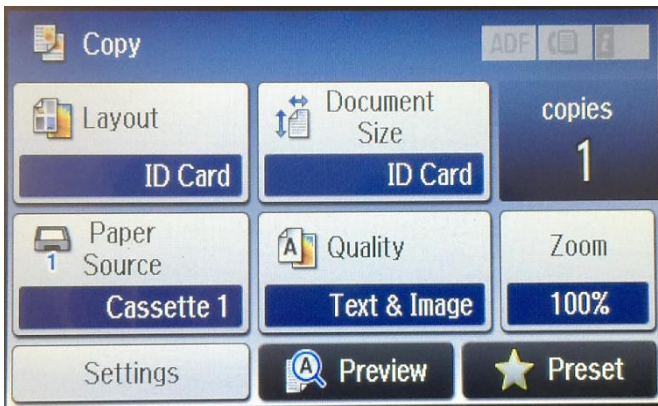 Copy
ADF
i
Layout
ID Card
Document
Size
ID Card
copies
1
1
Paper
Source
Cassette 1
A
Quality
Text & Image
Zoom
100%
Settings
A
Preview
Preset